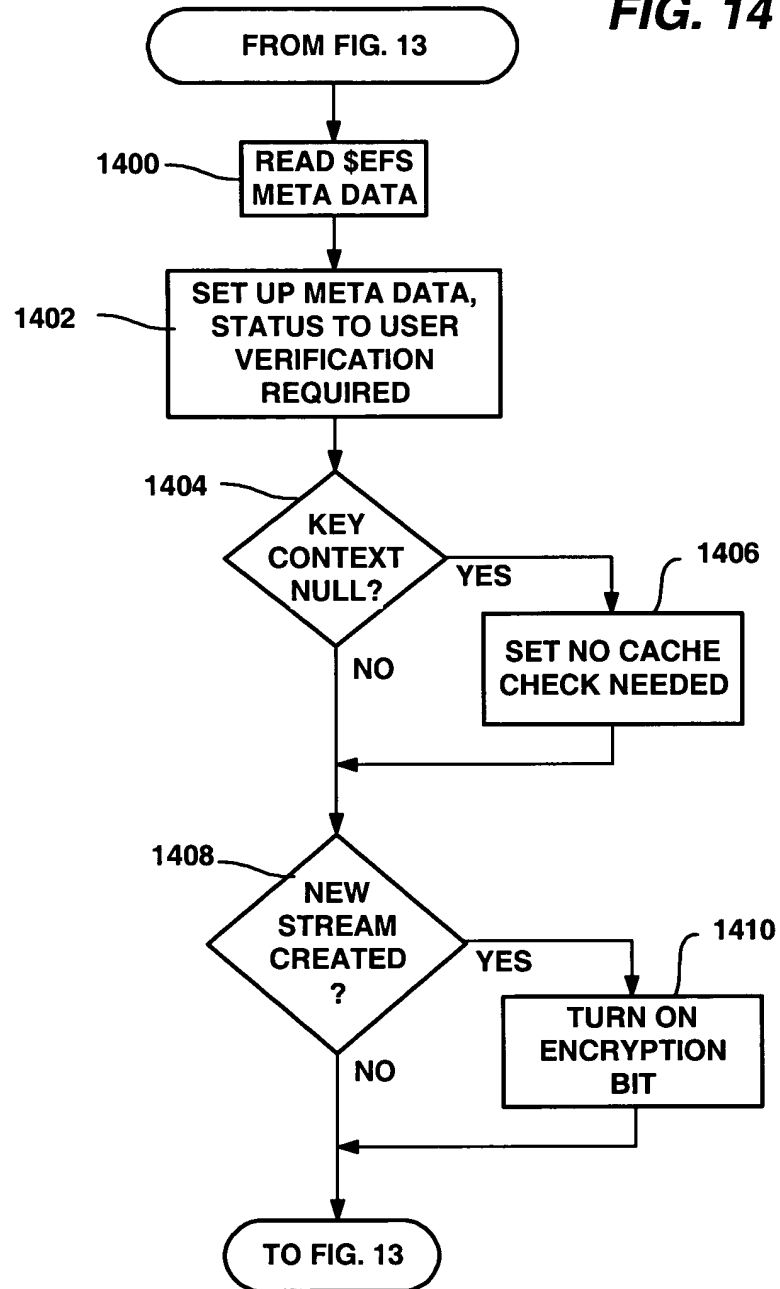 FIG. 14
FROM FIG. 13
1400
READ $EFS
META DATA
1402
SET UP META DATA,
STATUS TO USER
VERIFICATION
REQUIRED
1404
KEY
CONTEXT
NULL?
YES
1406
NO
SET NO CACHE
CHECK NEEDED
1408
NEW
STREAM
CREATED
?
YES
1410
NO
TURN ON
ENCRYPTION
BIT
TO FIG. 13